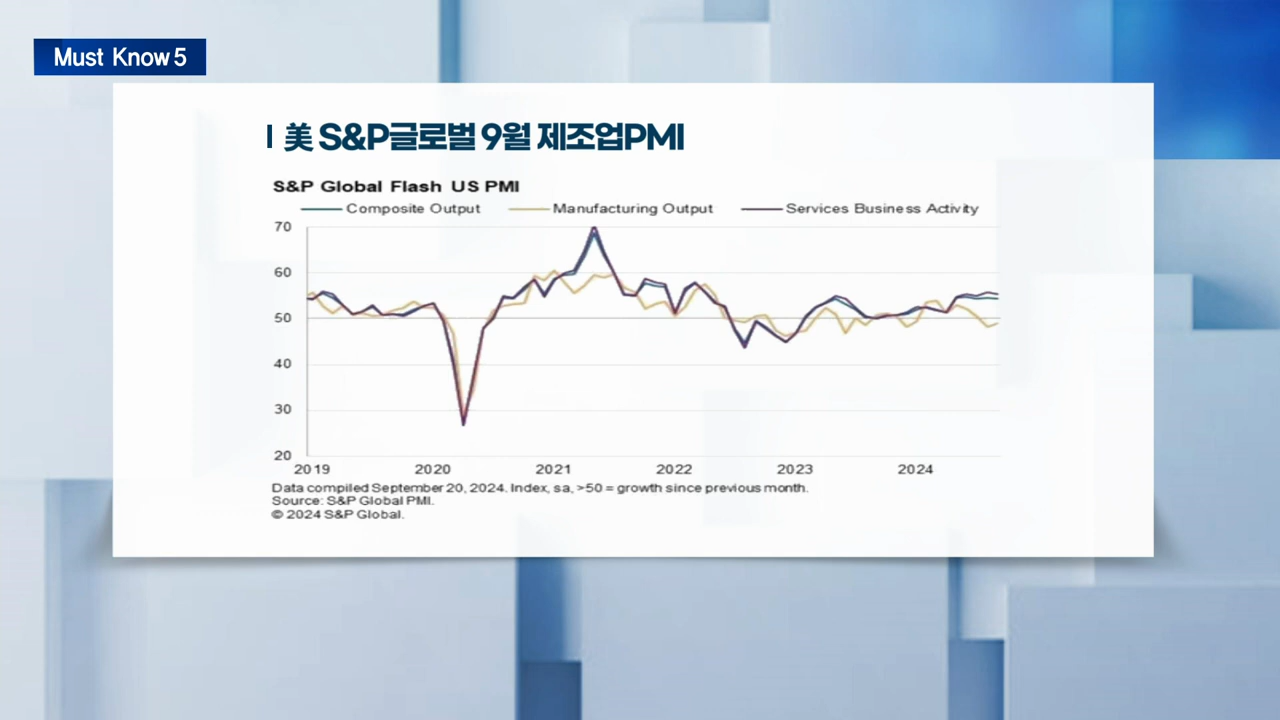 Must Know 5
美 S&P글로벌 9월 제조업PMI
S&P Global Flash US PMI
Composite Output Manufacturing Output Services Business Activity
70
60
50
40
30
20
2019 2020 2021 2022 2023 2024
Data compiled September 20, 2024. Index, sa, >50 = growth since previous month.
Source: S&P Global PMI.
© 2024 S&P Global.